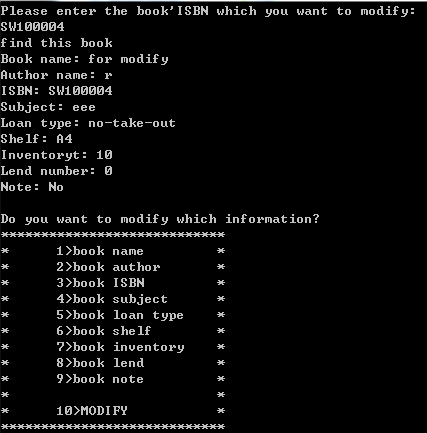 Please enter the book'ISBN which you want to modify:
SW100004
find this book
Book name: for modify
Author name: r
ISBN: SW100004
Subject: eee
Loan type: no-take-out
Shelf: A4
Inventoryt: 10
Lend number: 0
Note: No

Do you want to modify which information?
****************************
*      1>book name         *
*      2>book author       *
*      3>book ISBN         *
*      4>book subject      *
*      5>book loan type    *
*      6>book shelf        *
*      7>book inventory    *
*      8>book lend         *
*      9>book note         *
*                          *
*      10>MODIFY           *
****************************